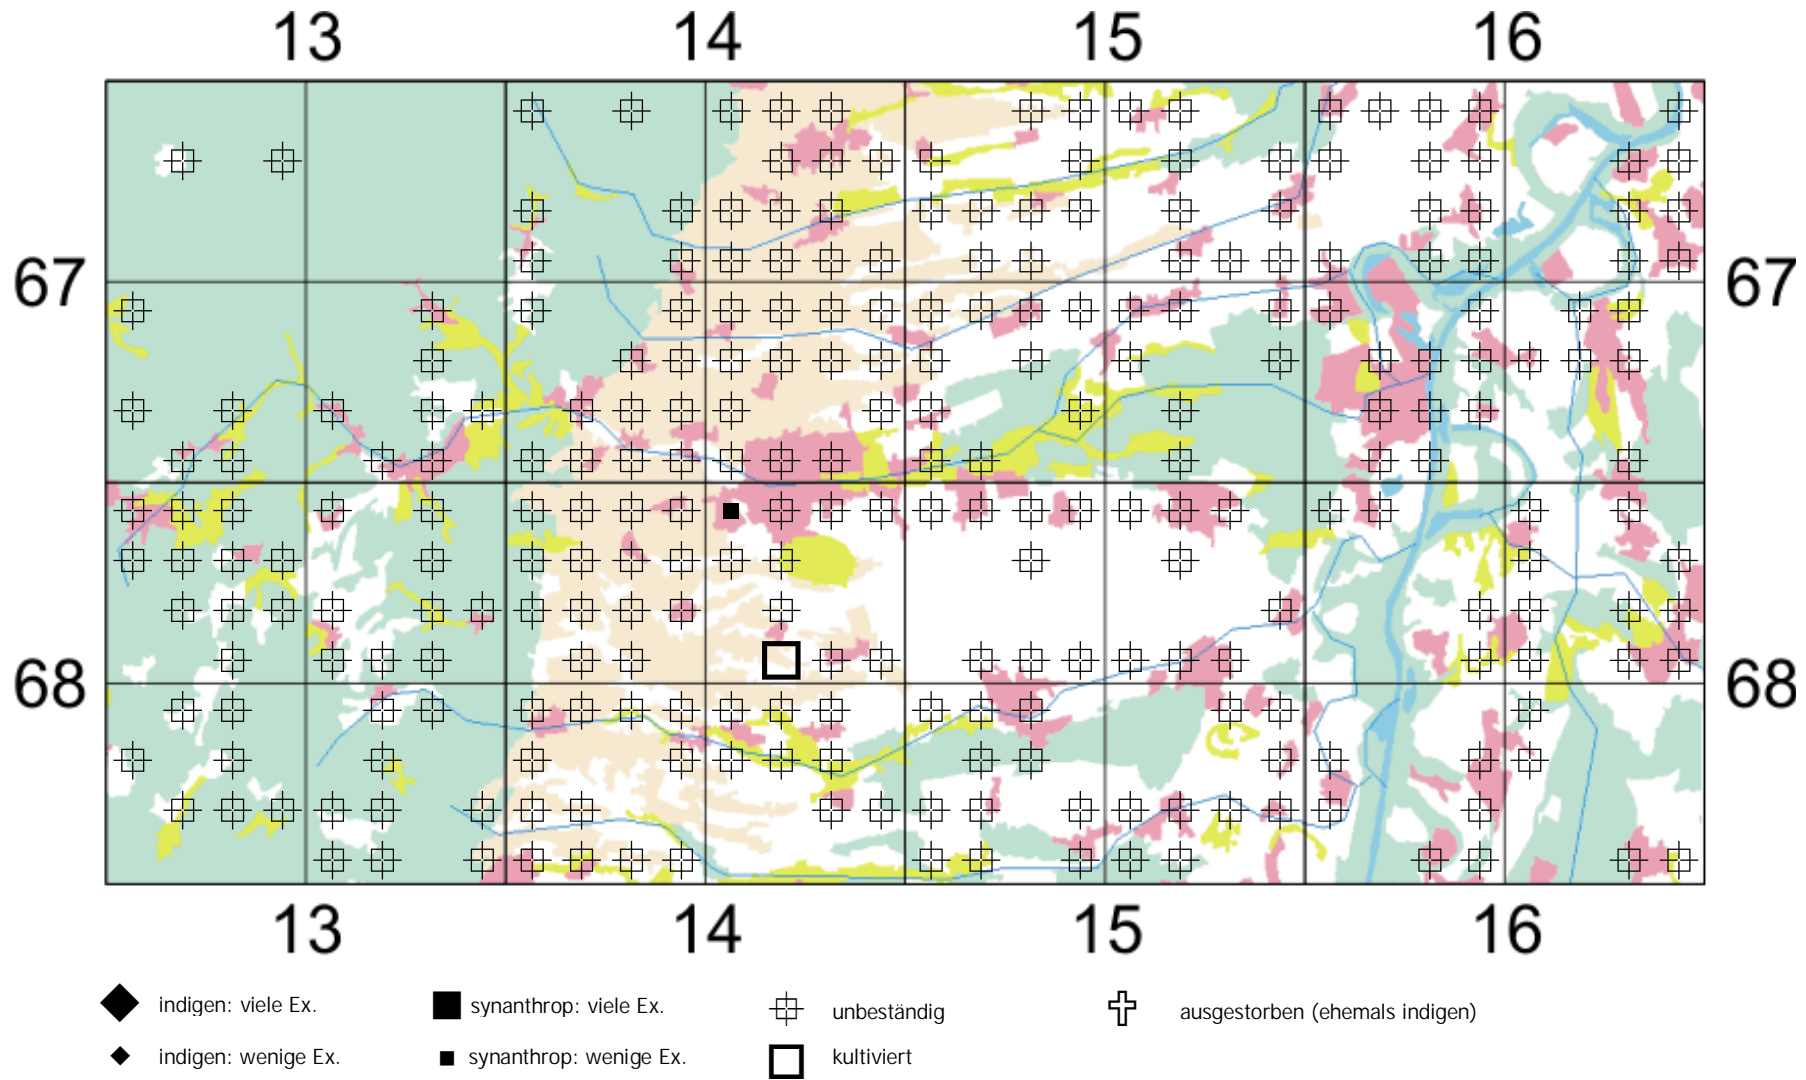 13 14 15 16
67 67
68 68
13 14 15 16
indigen: viele Ex. synanthrop: viele Ex. unbeständig ausgestorben (ehemals indigen)
indigen: wenige Ex. synanthrop: wenige Ex. kultiviert